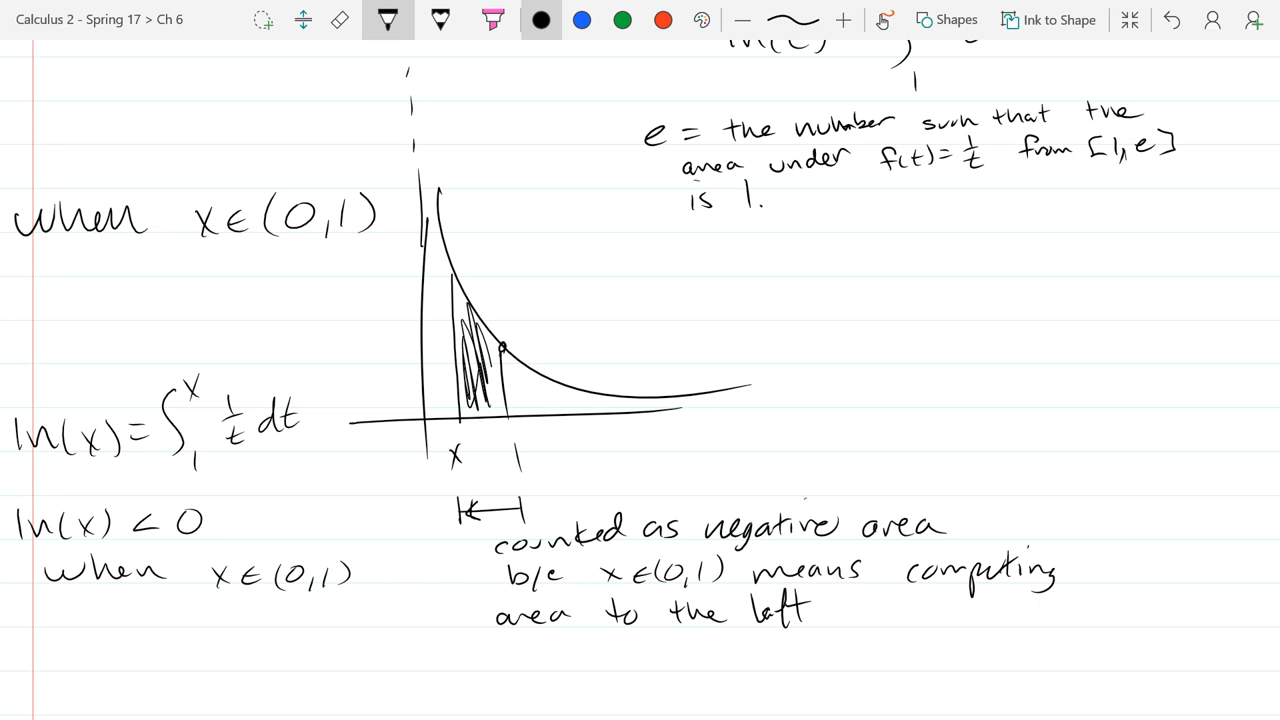 Calculus 2 - Spring 17 > Ch 6
Shapes
Ink to Shape
1
e = the number such that the
area under f(t) = 1/t from [1, e]
is 1.
when x ∈ (0,1)
ln(x) = ∫₁ˣ 1/t dt
x 1
ln(x) < 0
when x ∈ (0,1)
counted as negative area
b/c x ∈ (0,1) means computing
area to the left